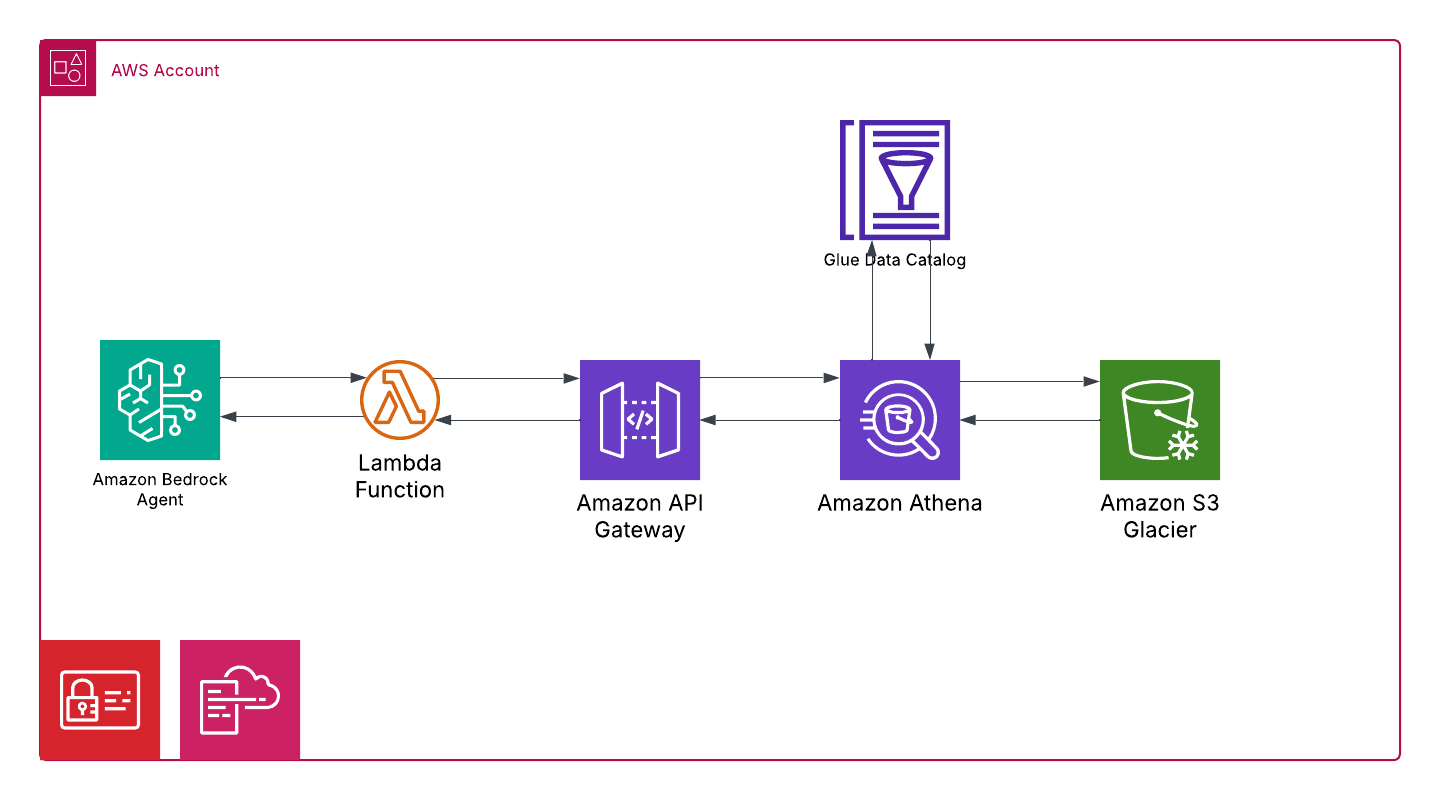 AWS Account
Glue Data Catalog
Amazon Bedrock
Agent
Lambda
Function
Amazon API
Gateway
Amazon Athena
Amazon S3
Glacier